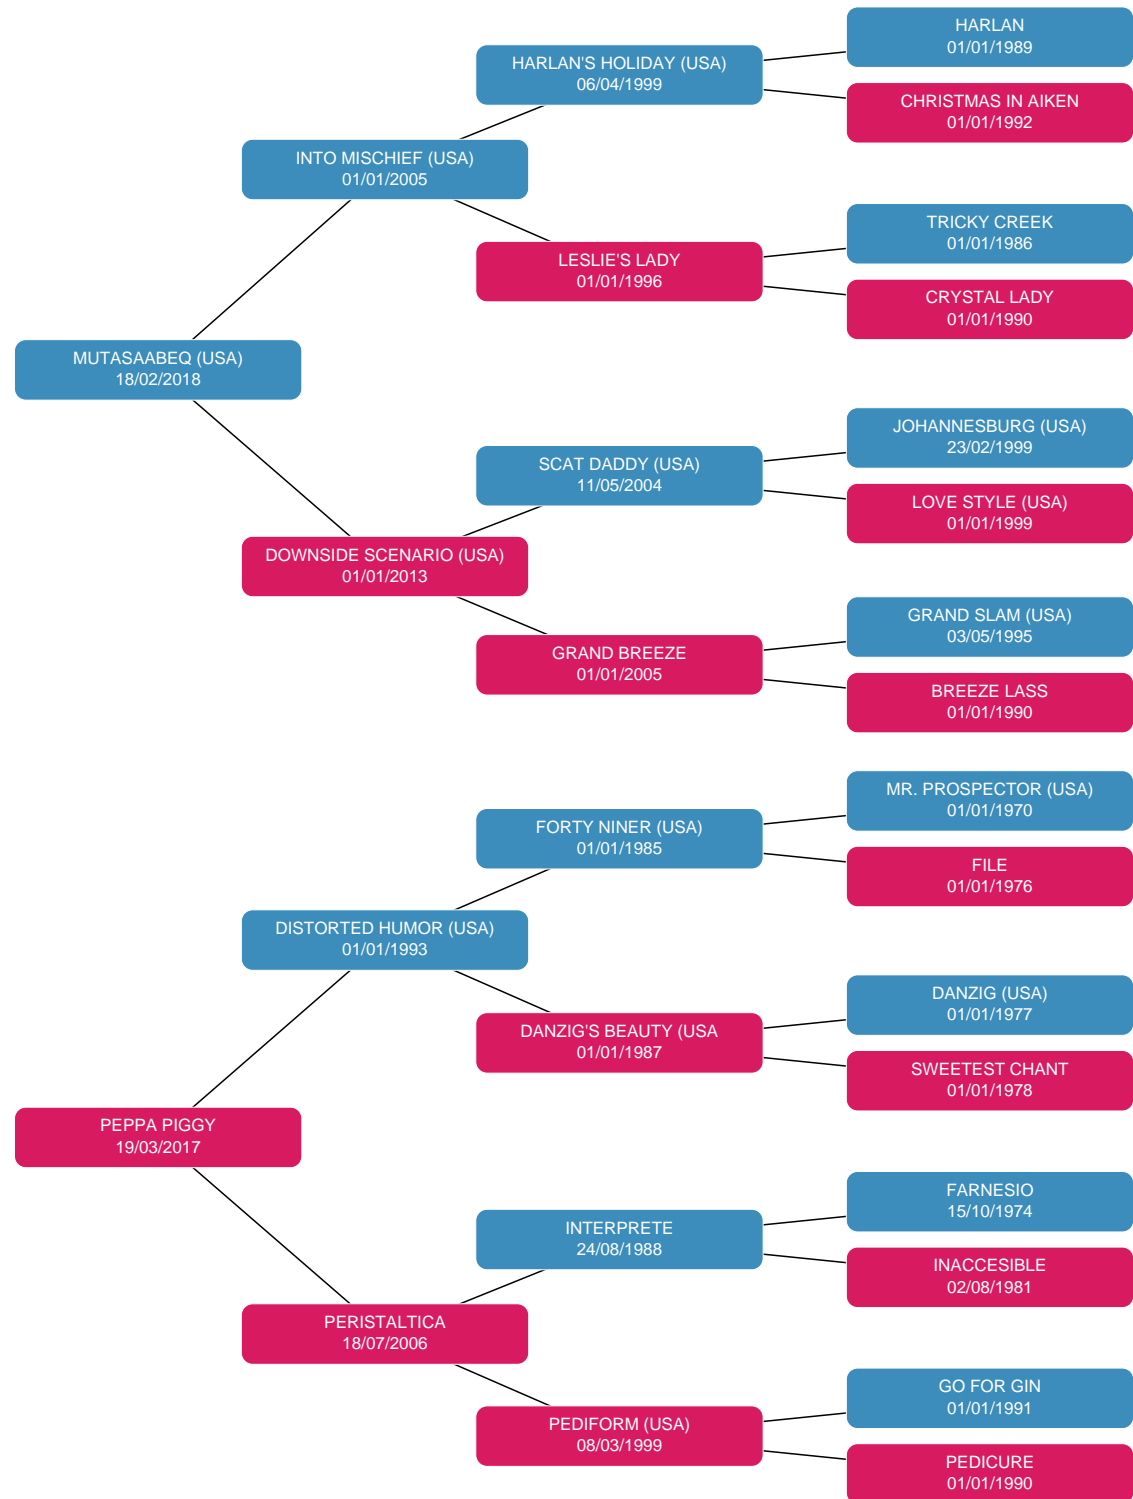 HARLAN
01/01/1989
HARLAN'S HOLIDAY (USA)
06/04/1999
CHRISTMAS IN AIKEN
01/01/1992
INTO MISCHIEF (USA)
01/01/2005
TRICKY CREEK
01/01/1986
LESLIE'S LADY
01/01/1996
CRYSTAL LADY
01/01/1990
MUTASAABEQ (USA)
18/02/2018
JOHANNESBURG (USA)
23/02/1999
SCAT DADDY (USA)
11/05/2004
LOVE STYLE (USA)
01/01/1999
DOWNSIDE SCENARIO (USA)
01/01/2013
GRAND SLAM (USA)
03/05/1995
GRAND BREEZE
01/01/2005
BREEZE LASS
01/01/1990
MR. PROSPECTOR (USA)
01/01/1970
FORTY NINER (USA)
01/01/1985
FILE
01/01/1976
DISTORTED HUMOR (USA)
01/01/1993
DANZIG (USA)
01/01/1977
DANZIG'S BEAUTY (USA
01/01/1987
SWEETEST CHANT
01/01/1978
PEPPA PIGGY
19/03/2017
FARNESIO
15/10/1974
INTERPRETE
24/08/1988
INACCESIBLE
02/08/1981
PERISTALTICA
18/07/2006
GO FOR GIN
01/01/1991
PEDIFORM (USA)
08/03/1999
PEDICURE
01/01/1990